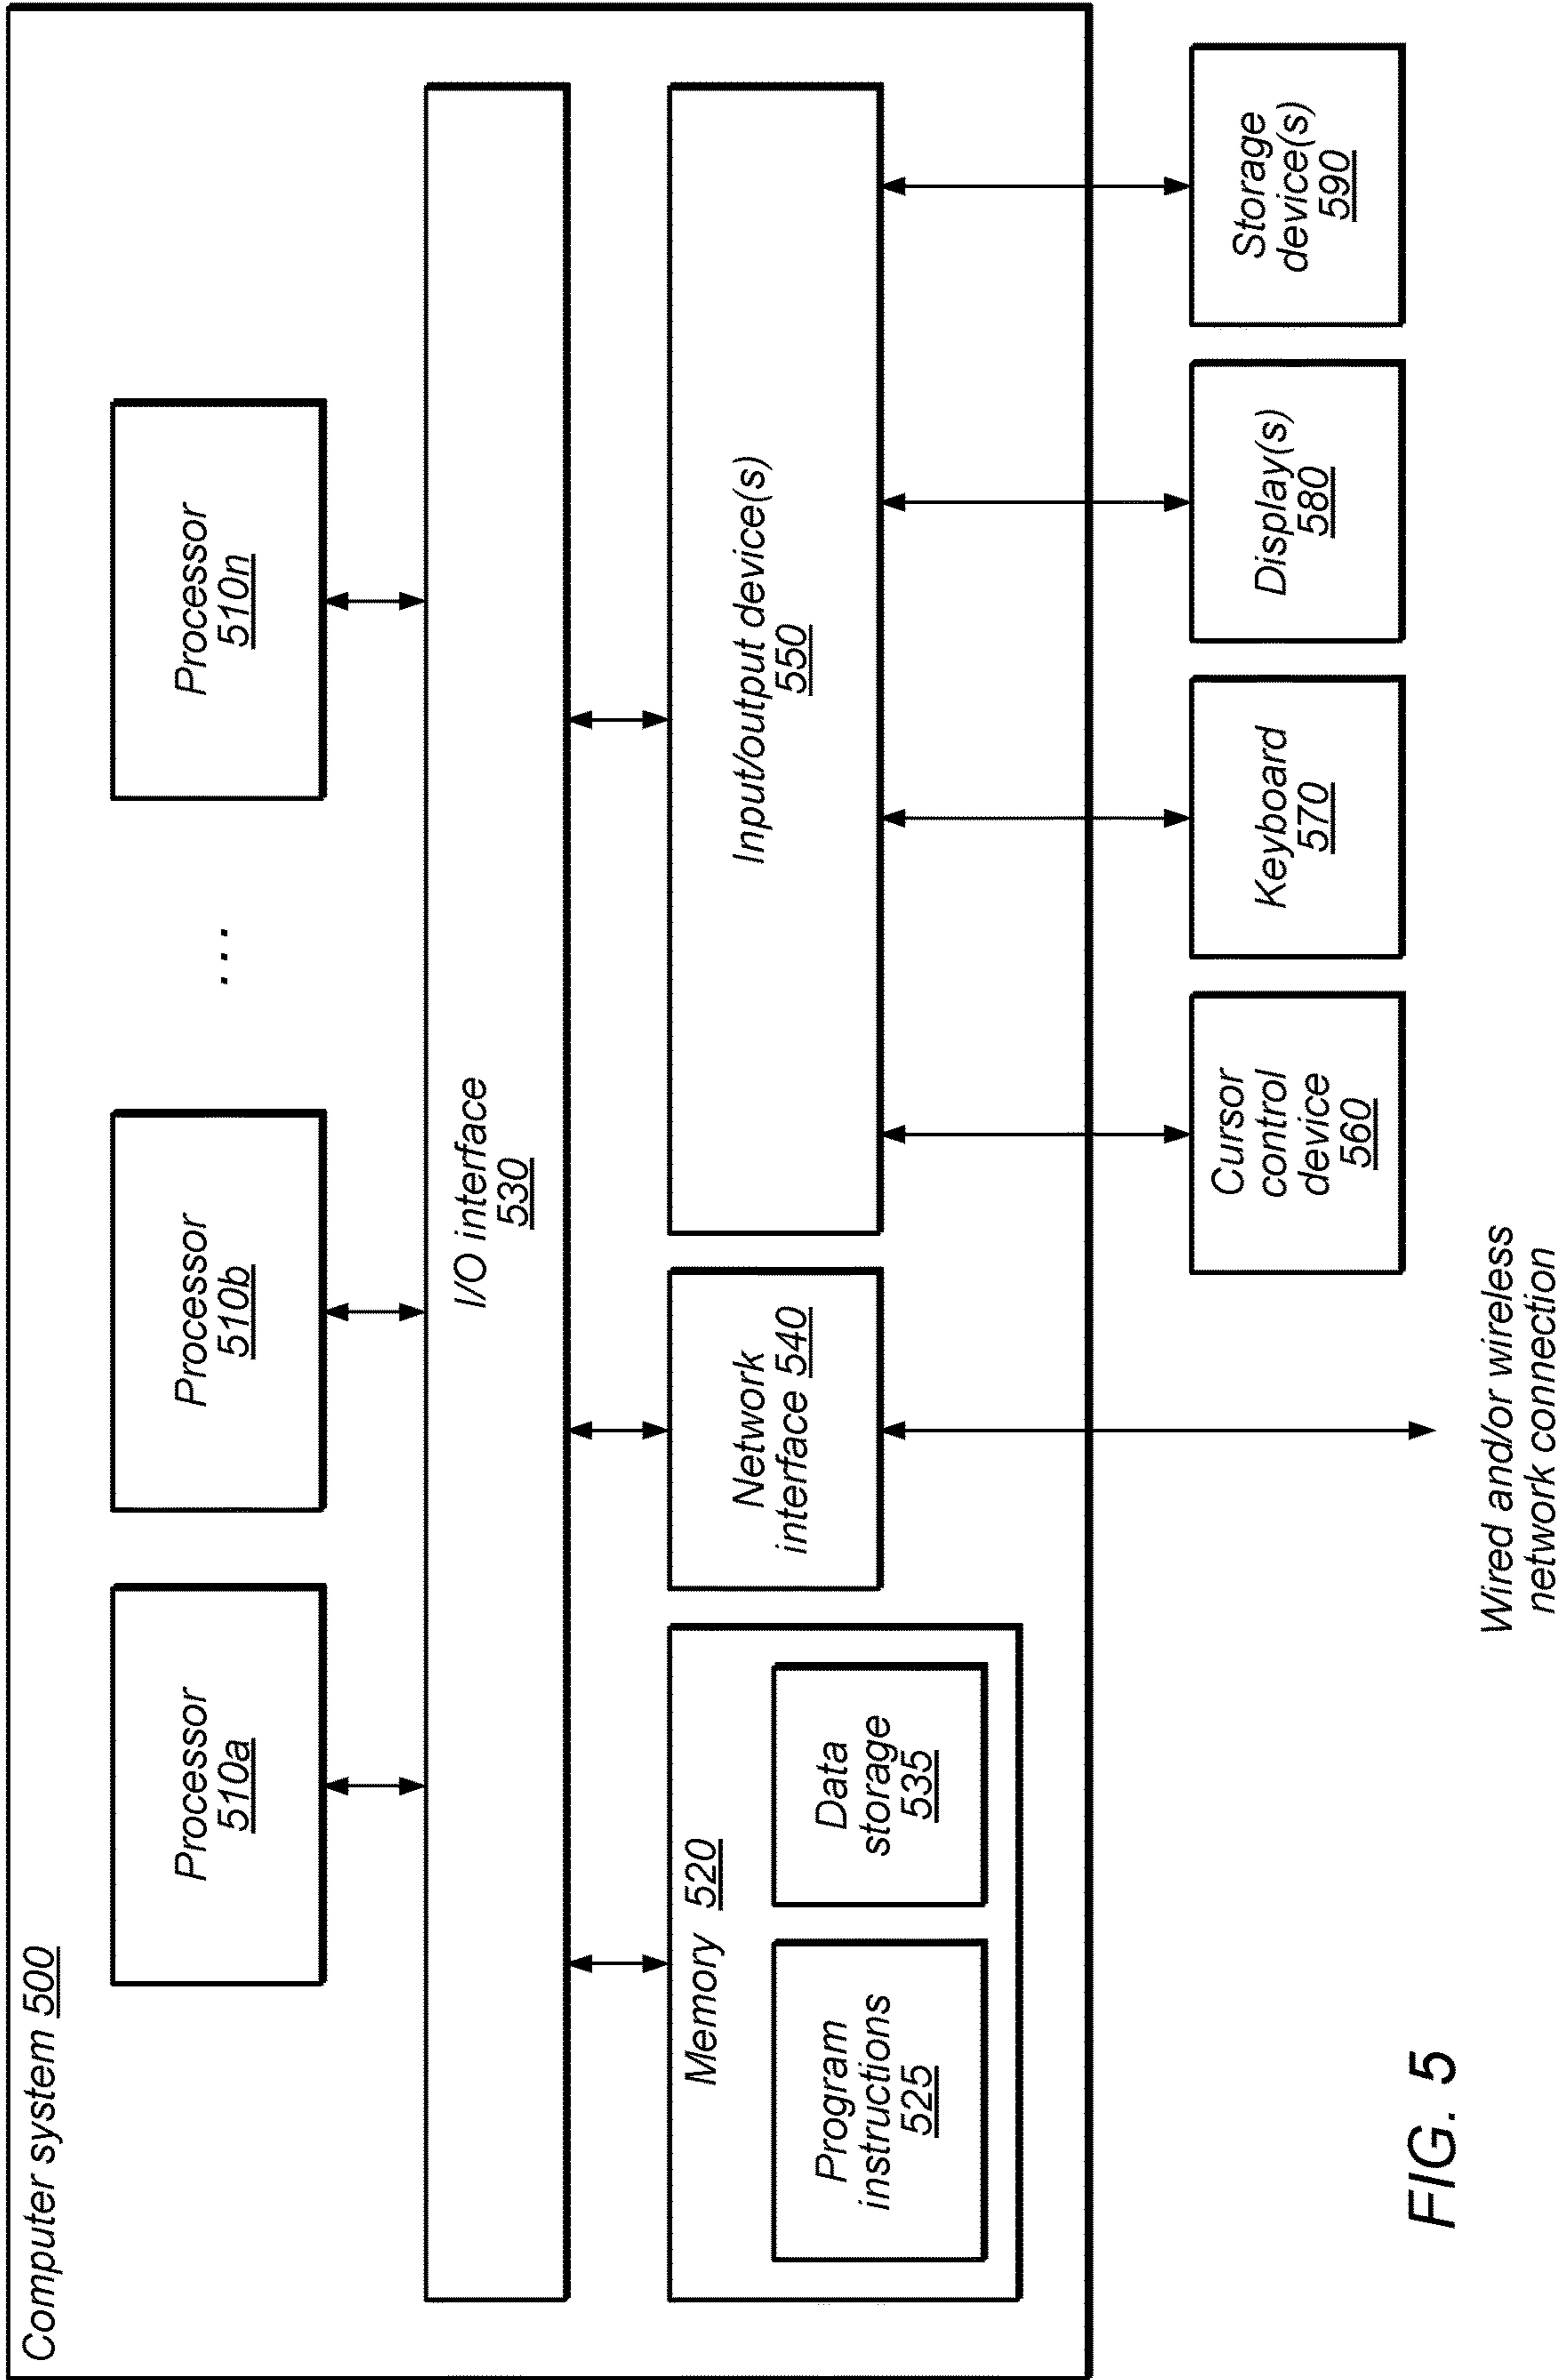 Computer system 500
Processor
510a
Processor
510b
...
Processor
510n
I/O interface
530
Memory 520
Program
instructions
525
Data
storage
535
Network
interface 540
Input/output device(s)
550
Cursor
control
device
560
Keyboard
570
Display(s)
580
Storage
device(s)
590
Wired and/or wireless
network connection
FIG. 5